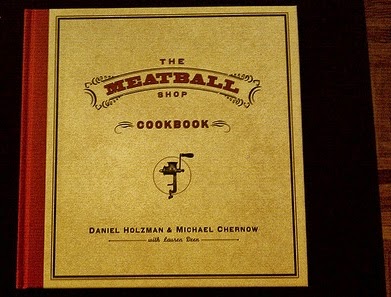 THE
MEATBALL
SHOP
COOKBOOK
DANIEL HOLZMAN & MICHAEL CHERNOW
with Lauren Deen